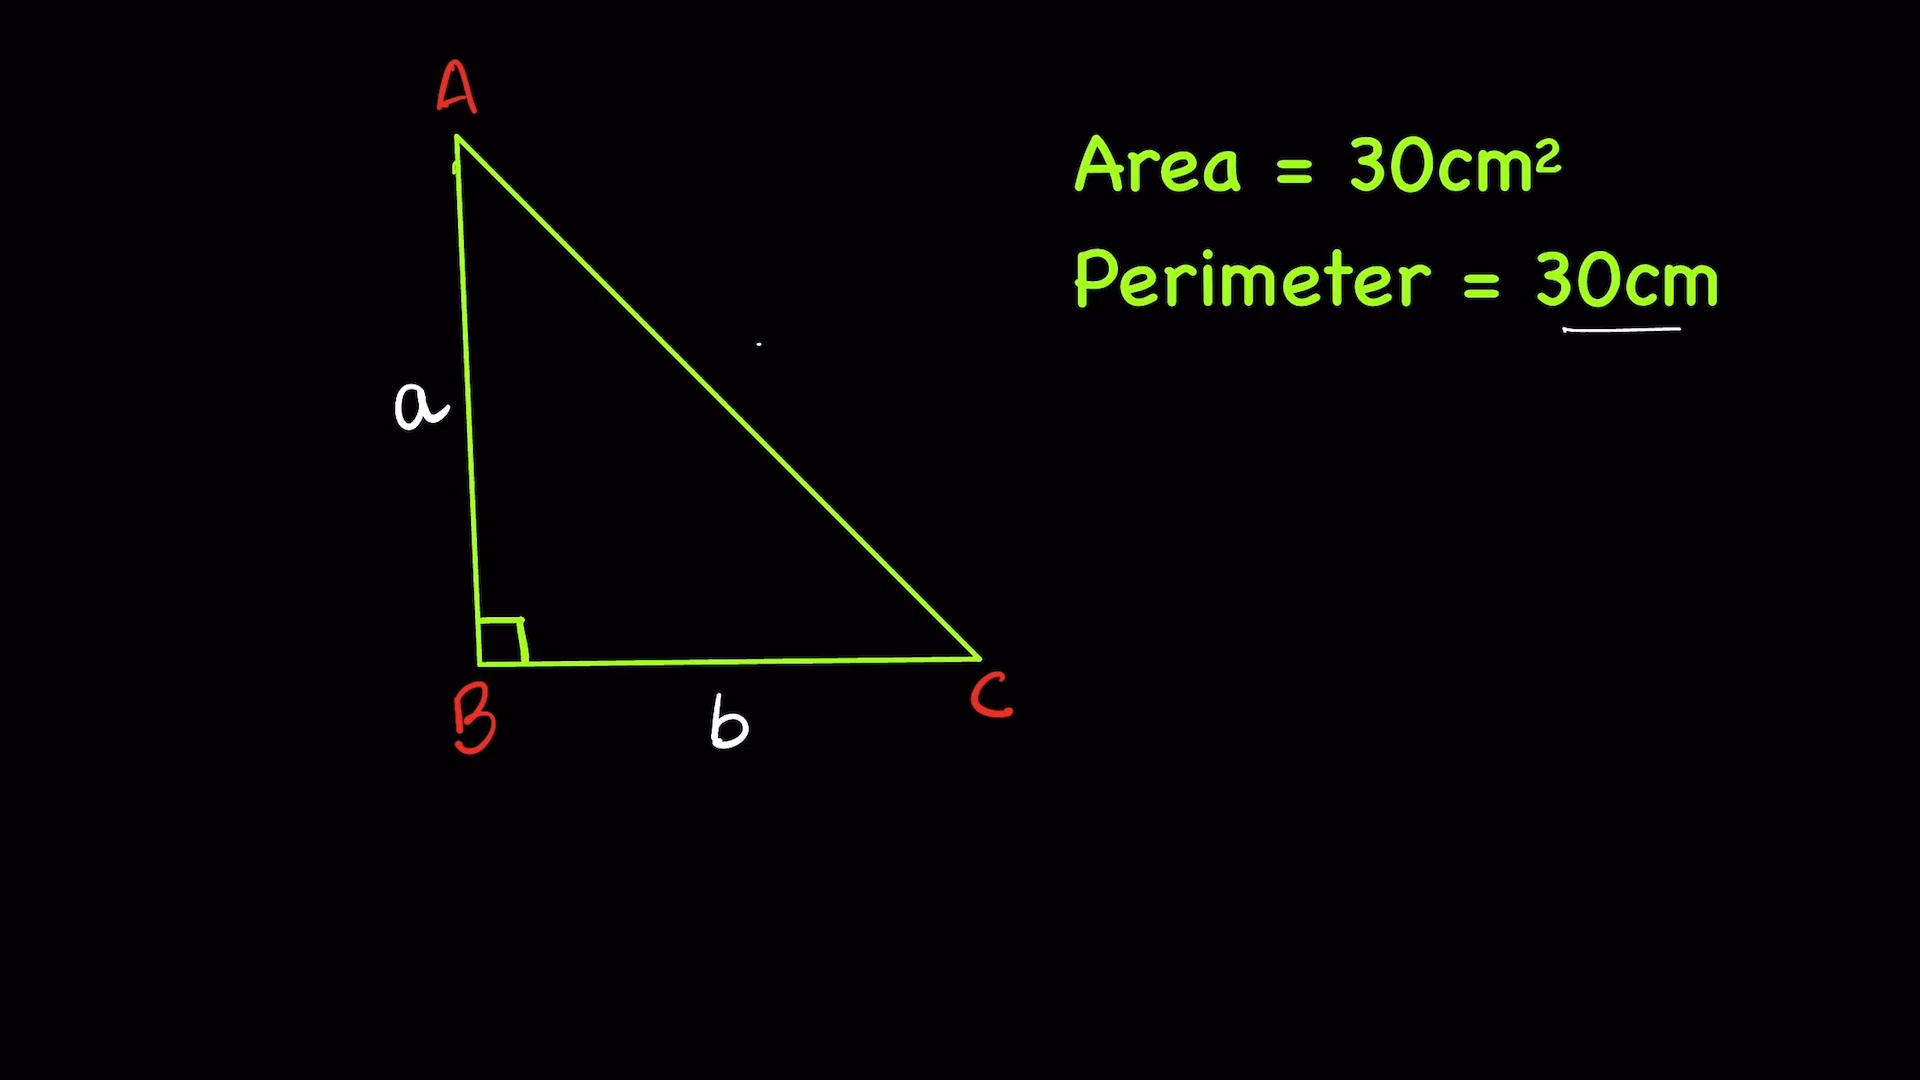 A
Area = 30cm²
Perimeter = 30cm
a
B
b
C